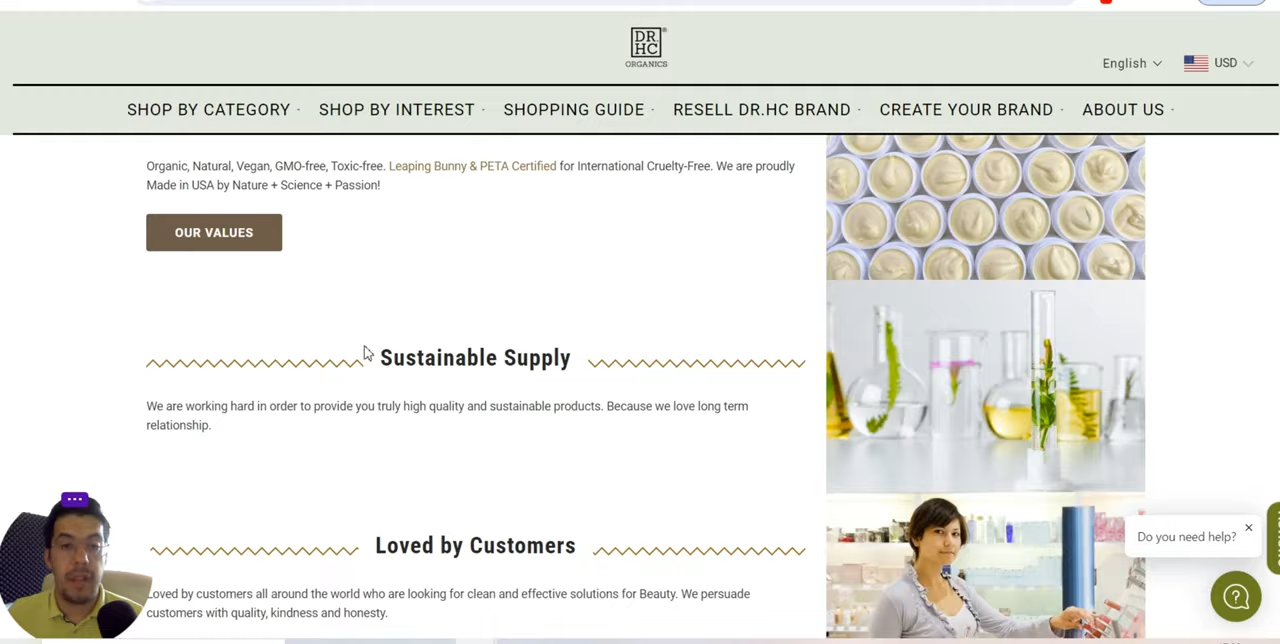 DR.
HC
®
ORGANICS
English
USD
SHOP BY CATEGORY
SHOP BY INTEREST
SHOPPING GUIDE
RESELL DR.HC BRAND
CREATE YOUR BRAND
ABOUT US
Organic, Natural, Vegan, GMO-free, Toxic-free. Leaping Bunny & PETA Certified for International Cruelty-Free. We are proudly
Made in USA by Nature + Science + Passion!
OUR VALUES
Sustainable Supply
We are working hard in order to provide you truly high quality and sustainable products. Because we love long term
relationship.
Loved by Customers
Loved by customers all around the world who are looking for clean and effective solutions for Beauty. We persuade
customers with quality, kindness and honesty.
Do you need help?